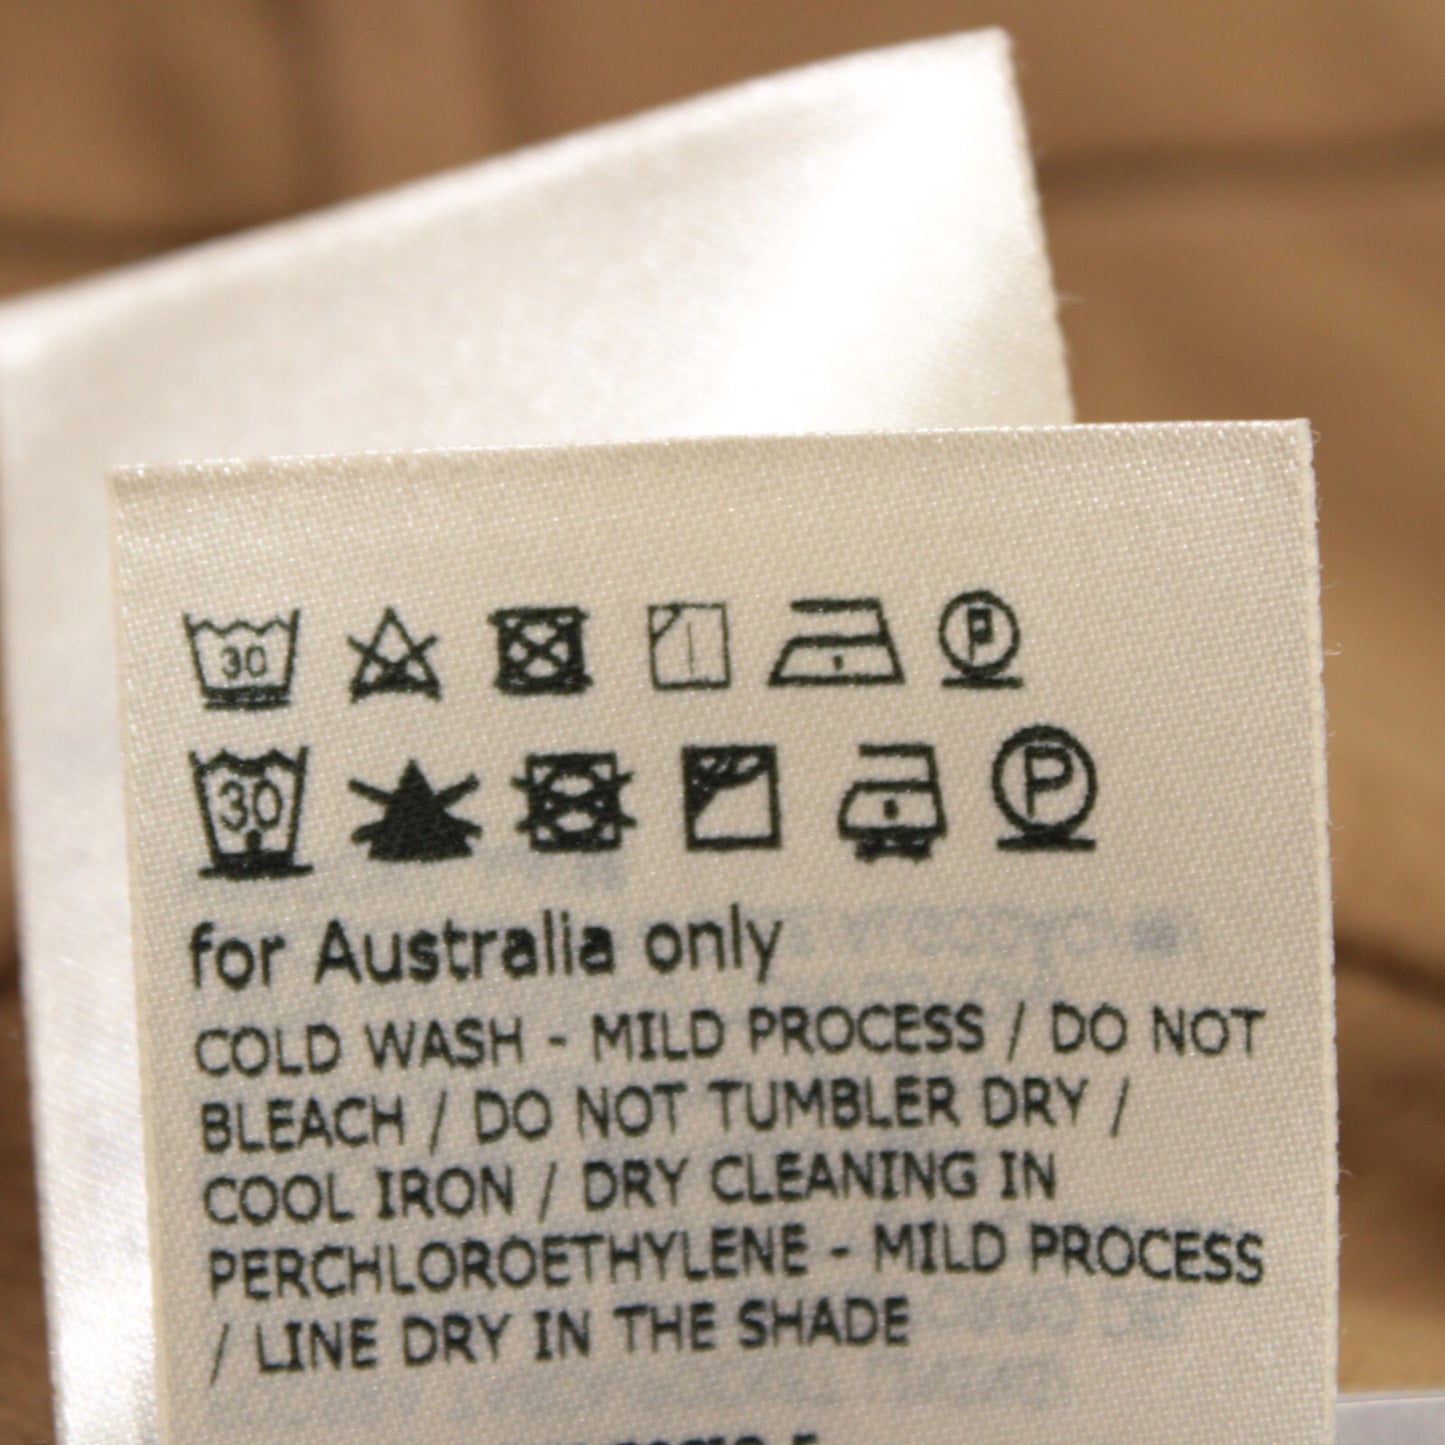 30 P
30 P
for Australia only
COLD WASH - MILD PROCESS / DO NOT
BLEACH / DO NOT TUMBLER DRY /
COOL IRON / DRY CLEANING IN
PERCHLOROETHYLENE - MILD PROCESS
/ LINE DRY IN THE SHADE